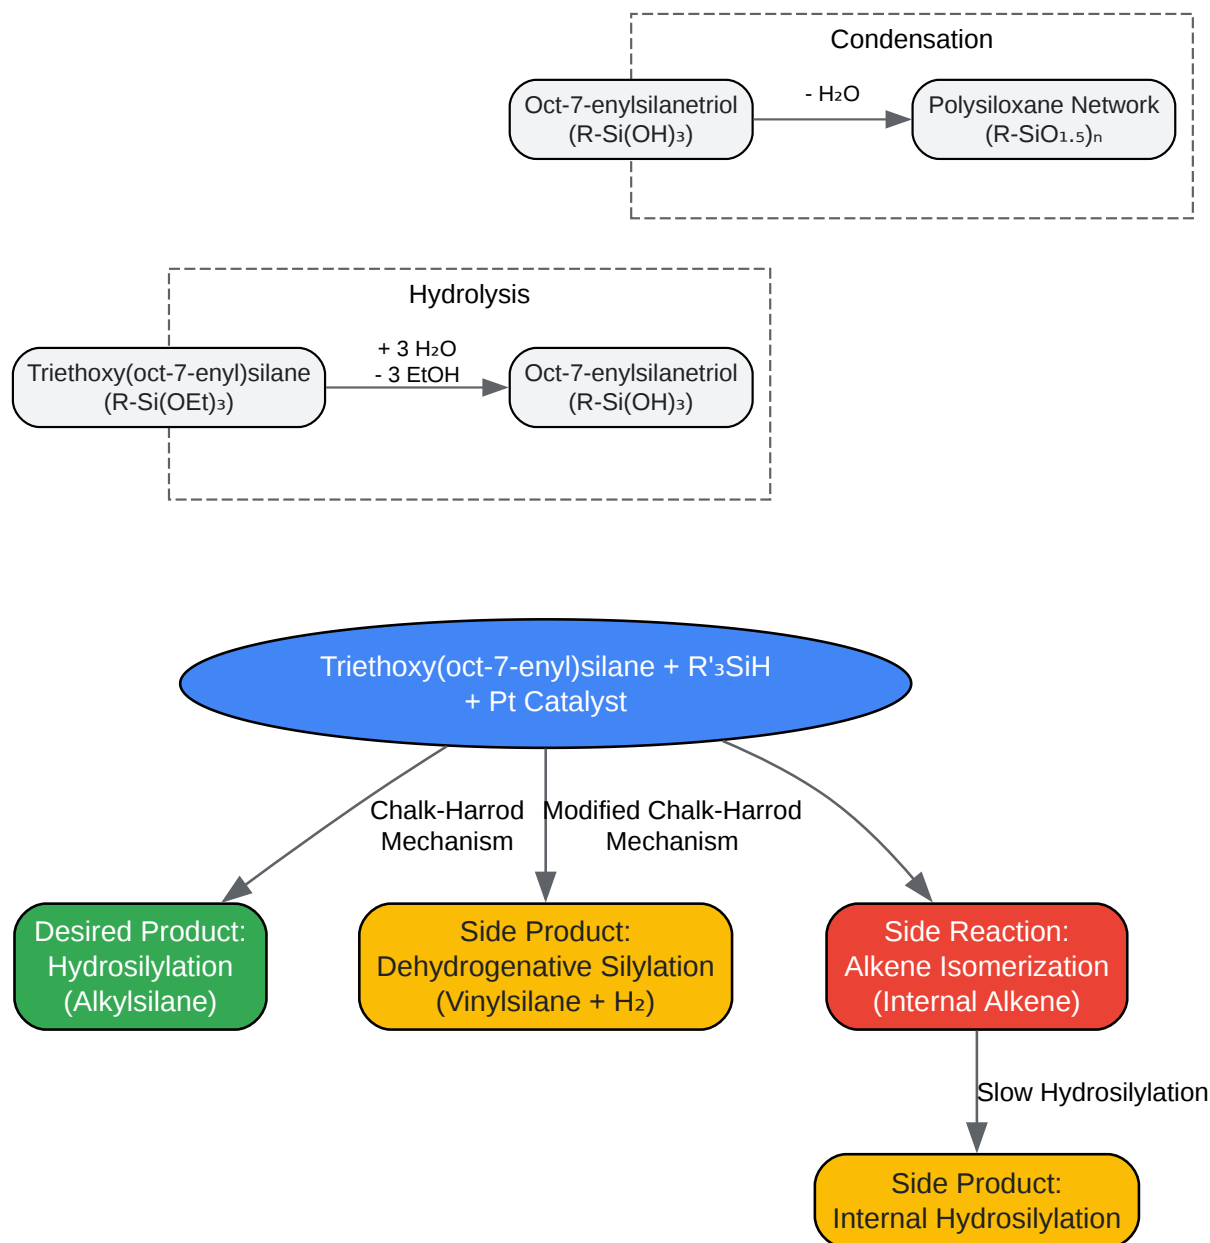 Condensation
Oct-7-enylsilanetriol
(R-Si(OH)₃)
- H₂O
Polysiloxane Network
(R-SiO₁.₅)ₙ
Hydrolysis
Triethoxy(oct-7-enyl)silane
(R-Si(OEt)₃)
+ 3 H₂O
- 3 EtOH
Oct-7-enylsilanetriol
(R-Si(OH)₃)
Triethoxy(oct-7-enyl)silane + R'₃SiH
+ Pt Catalyst
Chalk-Harrod
Mechanism
Modified Chalk-Harrod
Mechanism
Desired Product:
Hydrosilylation
(Alkylsilane)
Side Product:
Dehydrogenative Silylation
(Vinylsilane + H₂)
Side Reaction:
Alkene Isomerization
(Internal Alkene)
Slow Hydrosilylation
Side Product:
Internal Hydrosilylation